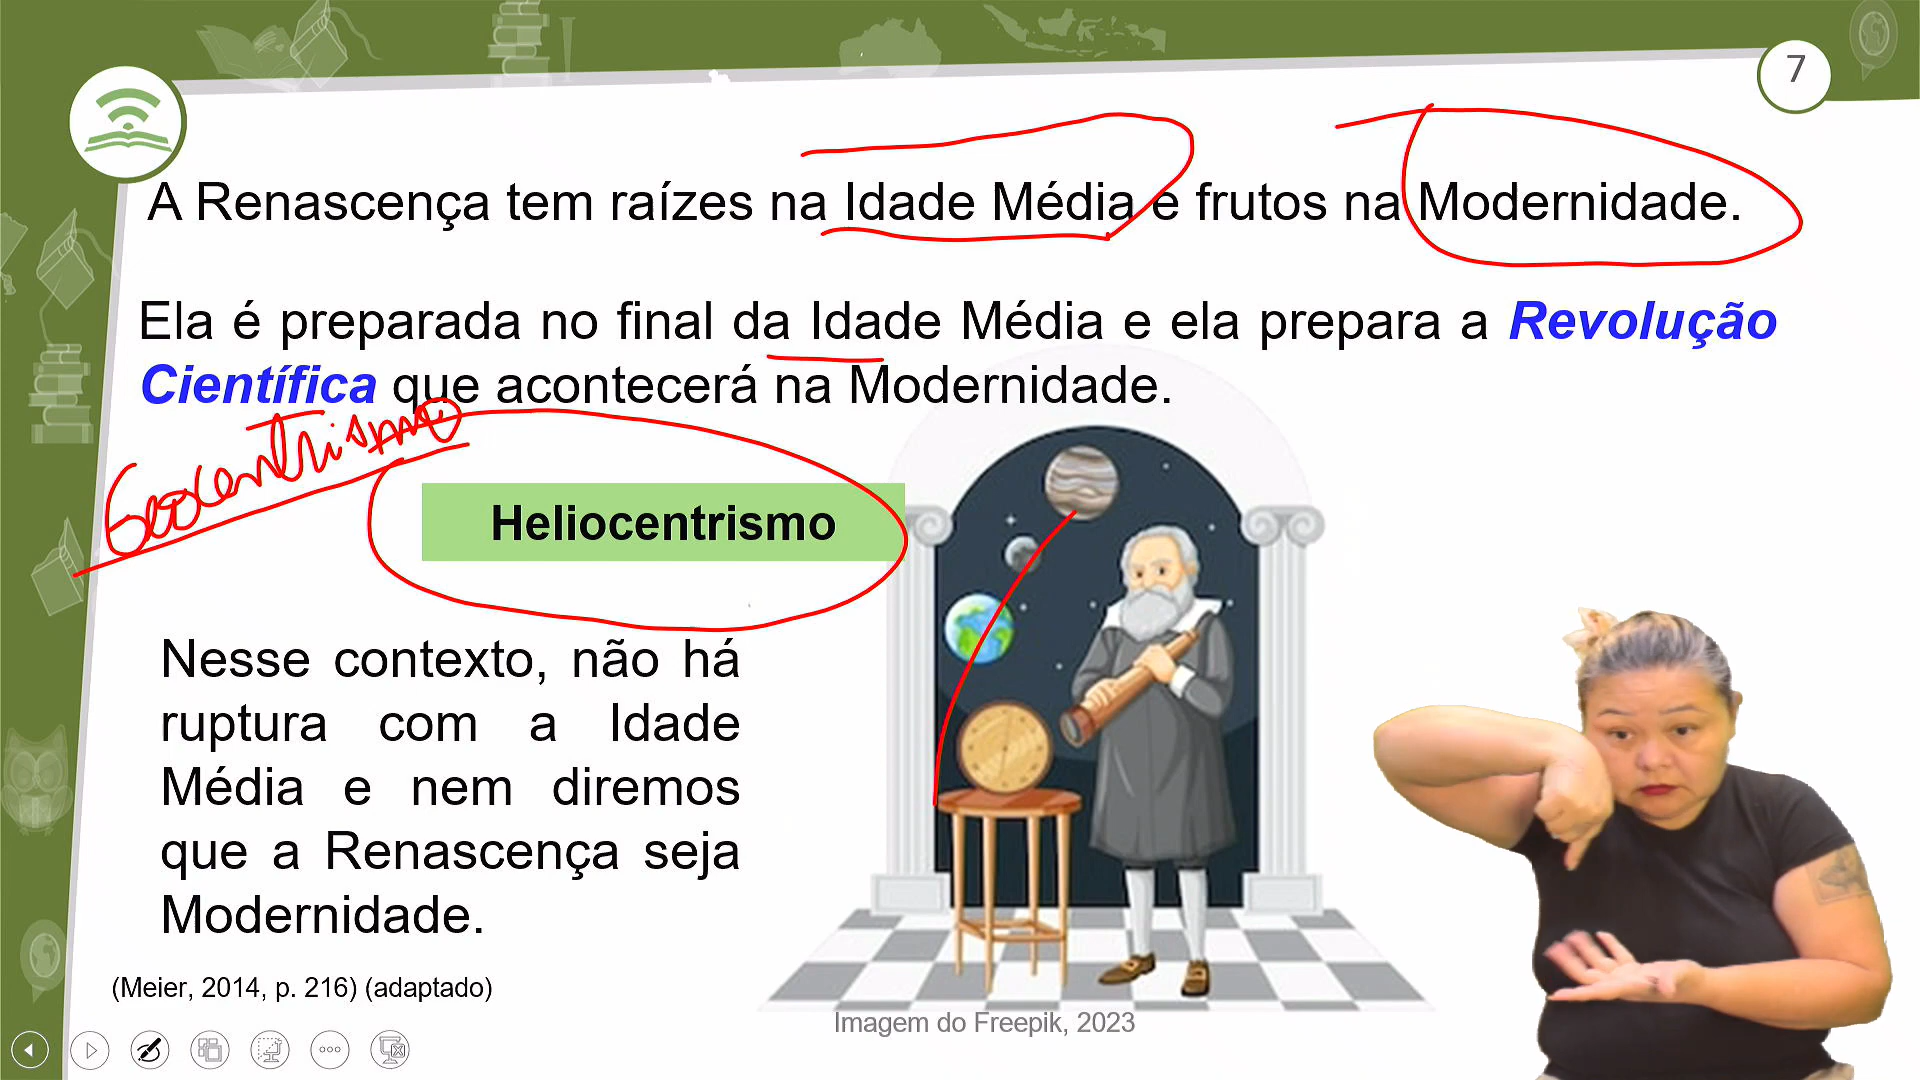 7
A Renascença tem raízes na Idade Média e frutos na Modernidade.
Ela é preparada no final da Idade Média e ela prepara a Revolução
Científica que acontecerá na Modernidade.
Geocentrismo
Heliocentrismo
Nesse contexto, não há
ruptura com a Idade
Média e nem diremos
que a Renascença seja
Modernidade.
(Meier, 2014, p. 216) (adaptado)
Imagem do Freepik, 2023